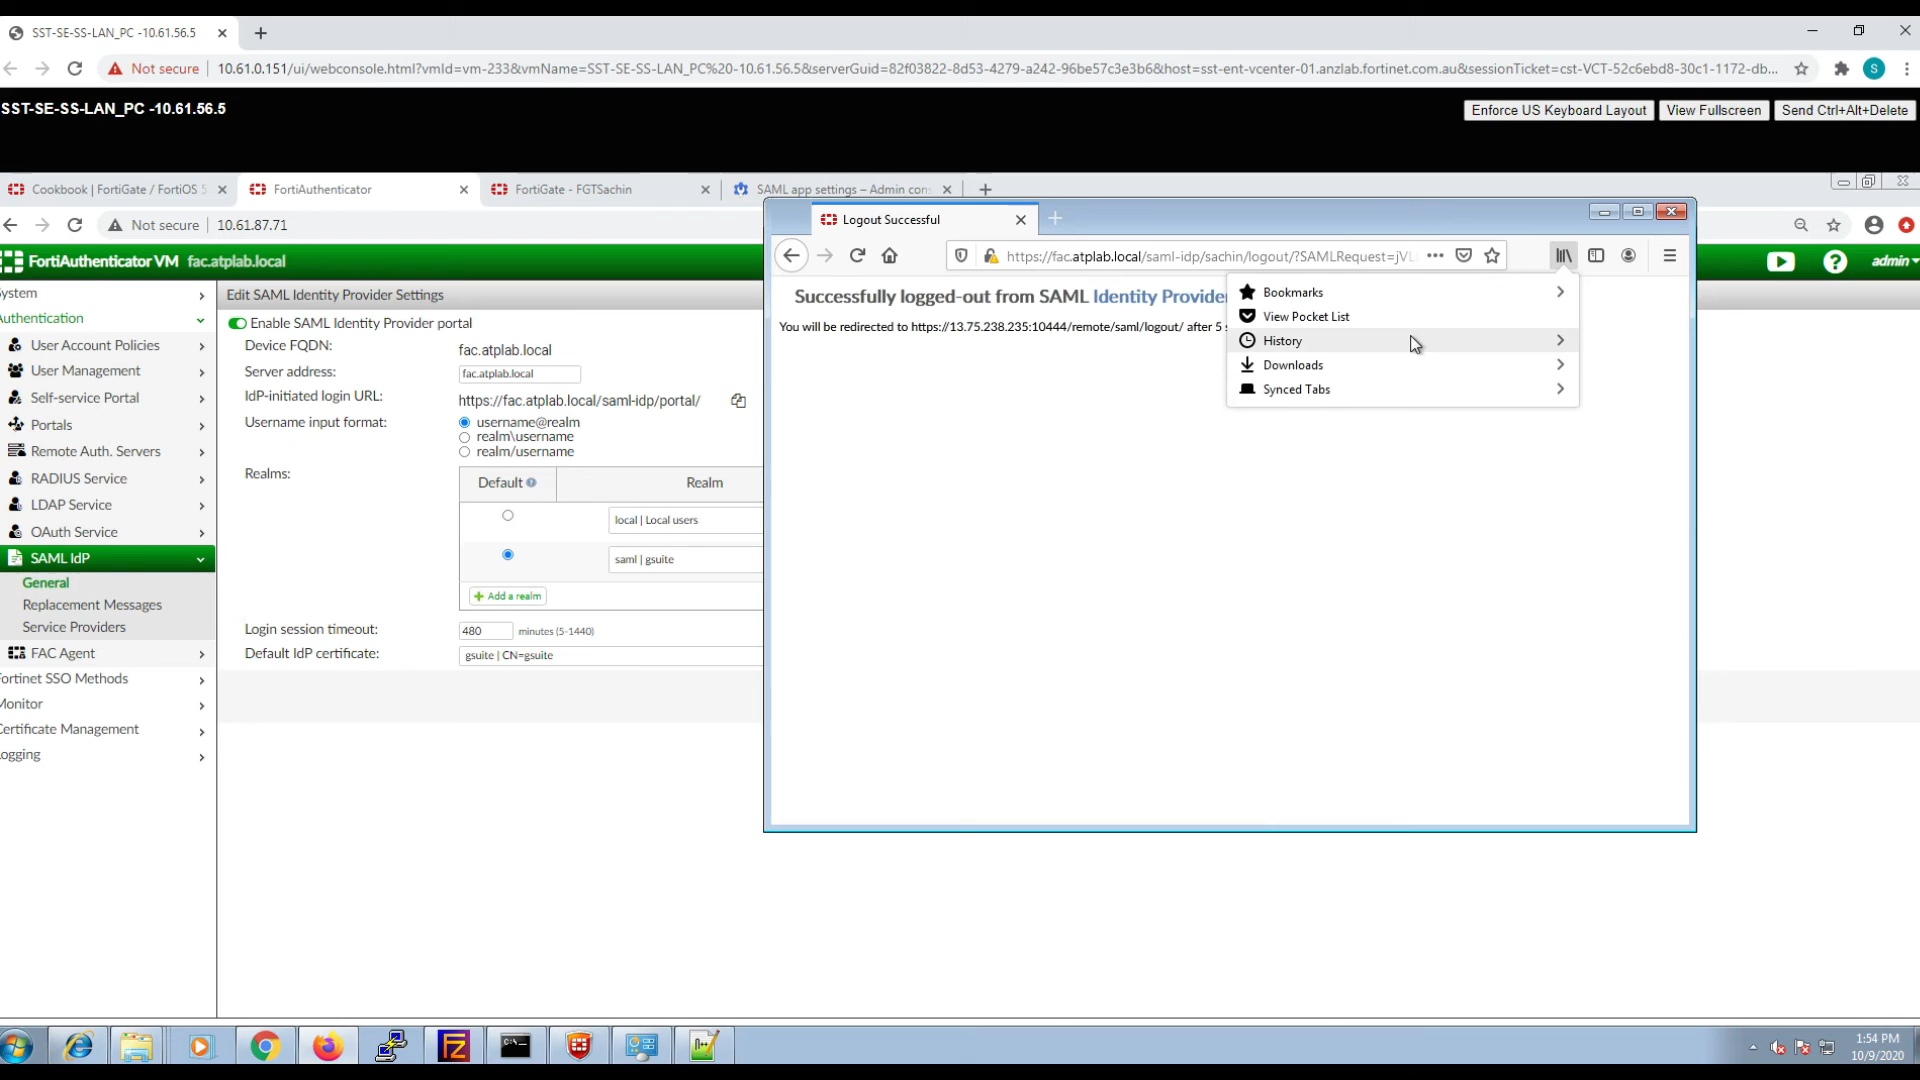 SST-SE-SS-LAN_PC -10.61.56.5
Not secure
10.61.0.151/ui/webconsole.html?vmId=vm-233&vmName=SST-SE-SS-LAN_PC%20-10.61.56.5&serverGuid=82f03822-8d53-4279-a242-96be57c3e3b6&host=sst-ent-vcenter-01.anzlab.fortinet.com.au&sessionTicket=cst-VCT-52c6ebd8-30c1-1172-db...
S
SST-SE-SS-LAN_PC -10.61.56.5
Enforce US Keyboard Layout
View Fullscreen
Send Ctrl+Alt+Delete
Cookbook | FortiGate / FortiOS 5
FortiAuthenticator
FortiGate - FGTSachin
SAML app settings – Admin cons
Not secure
10.61.87.71
FortiAuthenticator VM
fac.atplab.local
admin
ystem
uthentication
User Account Policies
User Management
Self-service Portal
Portals
Remote Auth. Servers
RADIUS Service
LDAP Service
OAuth Service
SAML IdP
General
Replacement Messages
Service Providers
FAC Agent
ortinet SSO Methods
onitor
ertificate Management
ogging
Edit SAML Identity Provider Settings
Enable SAML Identity Provider portal
Device FQDN:
fac.atplab.local
Server address:
fac.atplab.local
IdP-initiated login URL:
https://fac.atplab.local/saml-idp/portal/
Username input format:
username@realm
realm\username
realm/username
Realms:
Default
Realm
local | Local users
saml | gsuite
Add a realm
Login session timeout:
480
minutes (5-1440)
Default IdP certificate:
gsuite | CN=gsuite
Logout Successful
https://fac.atplab.local/saml-idp/sachin/logout/?SAMLRequest=jVL
Successfully logged-out from SAML Identity Provider
You will be redirected to https://13.75.238.235:10444/remote/saml/logout/ after 5 s
Bookmarks
View Pocket List
History
Downloads
Synced Tabs
1:54 PM
10/9/2020